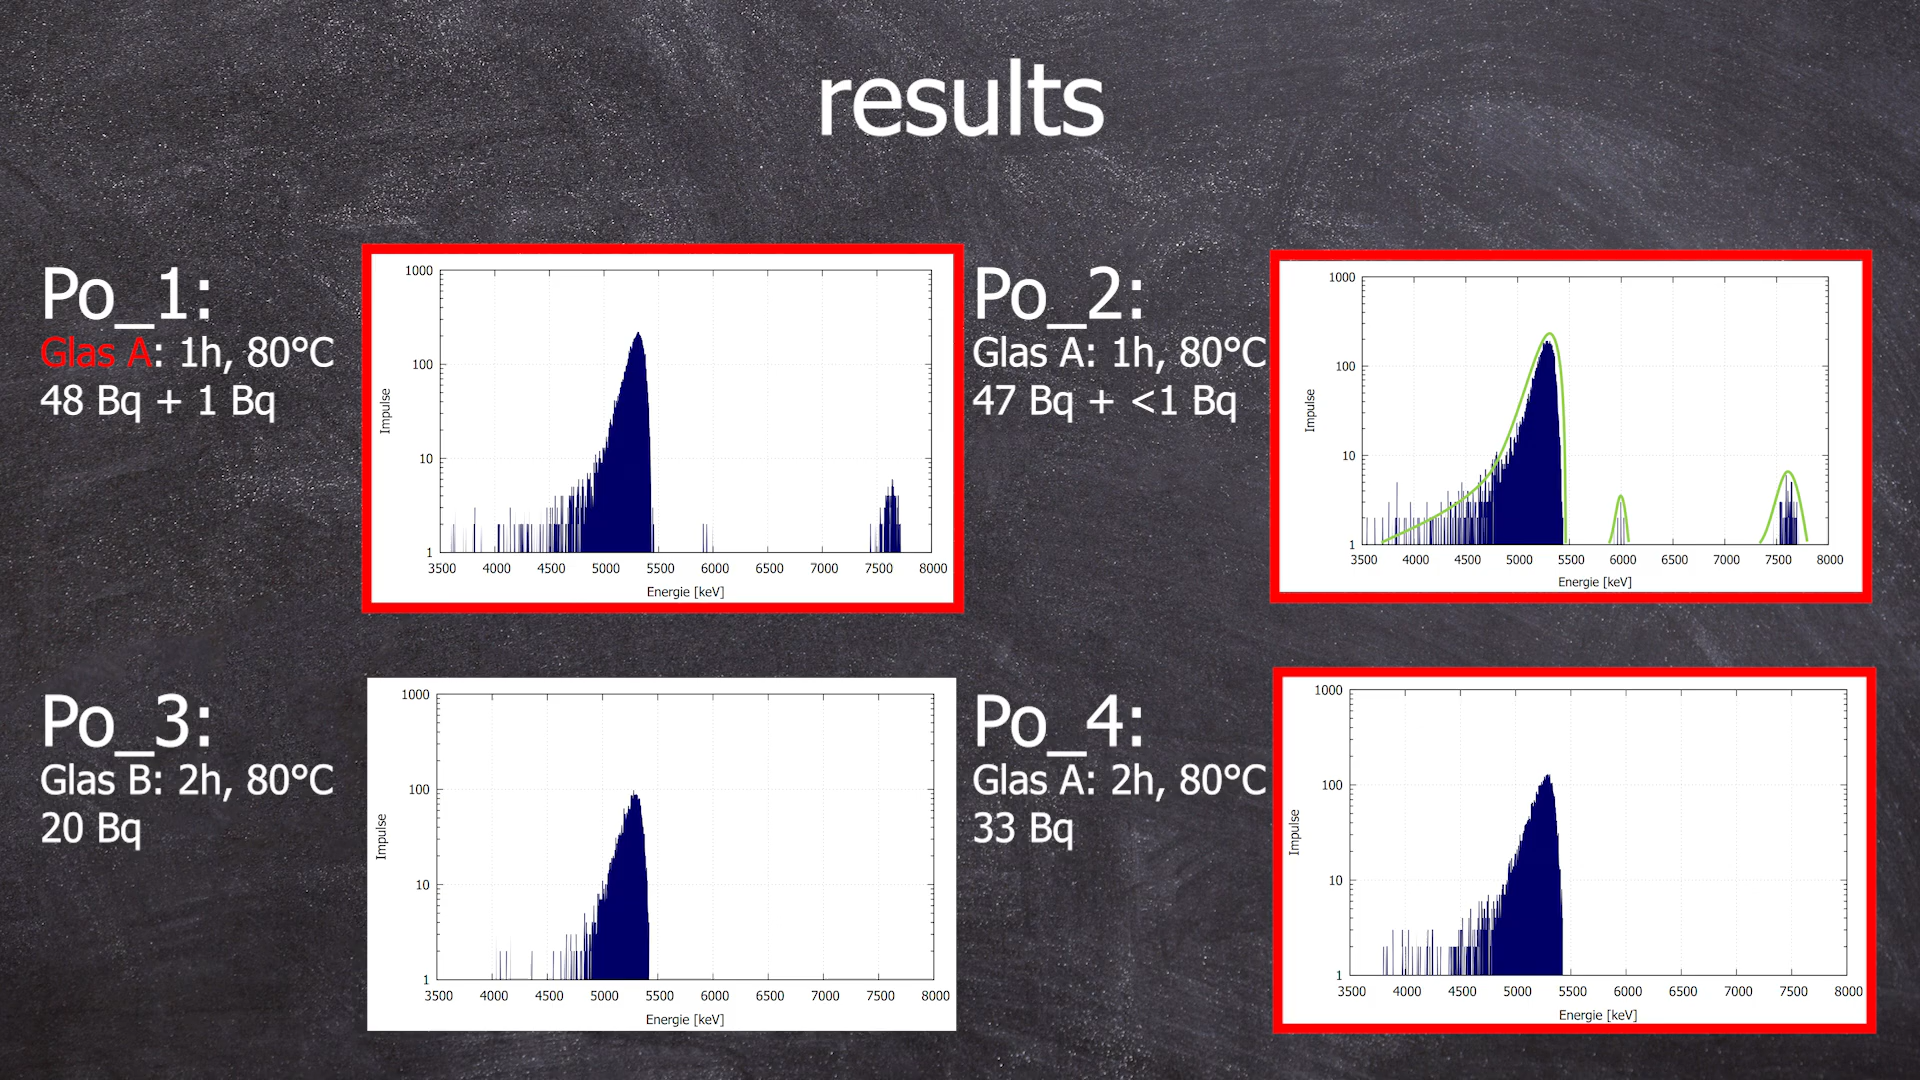 results
Po_1:
Glas A: 1h, 80°C
48 Bq + 1 Bq
1000
100
10
1
Impulse
3500 4000 4500 5000 5500 6000 6500 7000 7500 8000
Energie [keV]
Po_2:
Glas A: 1h, 80°C
47 Bq + <1 Bq
1000
100
10
1
Impulse
3500 4000 4500 5000 5500 6000 6500 7000 7500 8000
Energie [keV]
Po_3:
Glas B: 2h, 80°C
20 Bq
1000
100
10
1
Impulse
3500 4000 4500 5000 5500 6000 6500 7000 7500 8000
Energie [keV]
Po_4:
Glas A: 2h, 80°C
33 Bq
1000
100
10
1
Impulse
3500 4000 4500 5000 5500 6000 6500 7000 7500 8000
Energie [keV]